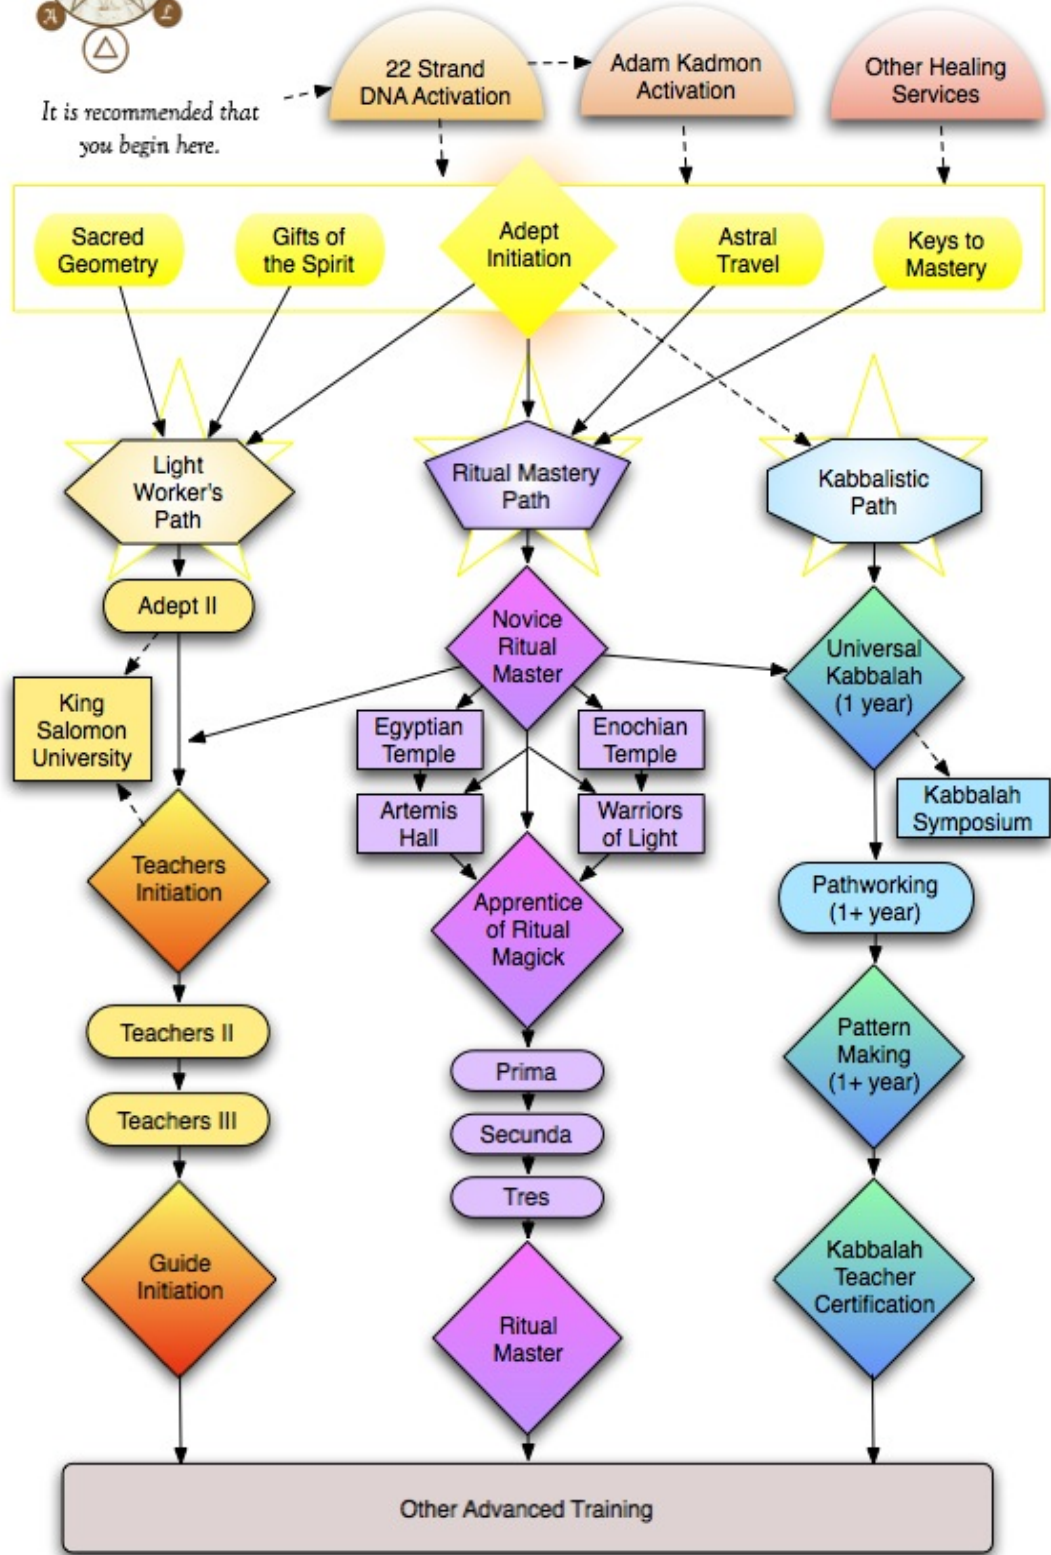 A
L
22 Strand
DNA Activation
Adam Kadmon
Activation
Other Healing
Services
It is recommended that
you begin here.
Sacred
Geometry
Gifts of
the Spirit
Adept
Initiation
Astral
Travel
Keys to
Mastery
Light
Worker's
Path
Ritual Mastery
Path
Kabbalistic
Path
Adept II
Novice
Ritual
Master
Universal
Kabbalah
(1 year)
King
Salomon
University
Egyptian
Temple
Enochian
Temple
Artemis
Hall
Warriors
of Light
Kabbalah
Symposium
Teachers
Initiation
Apprentice
of Ritual
Magick
Pathworking
(1+ year)
Teachers II
Pattern
Making
(1+ year)
Prima
Teachers III
Secunda
Tres
Guide
Initiation
Kabbalah
Teacher
Certification
Ritual
Master
Other Advanced Training